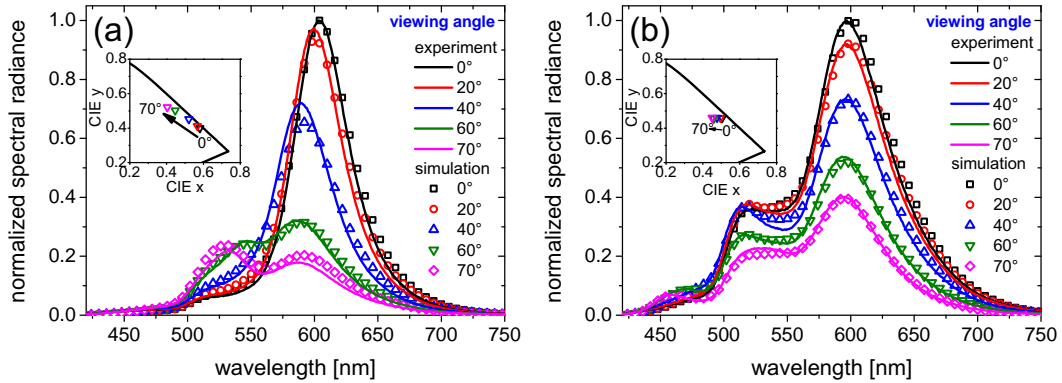 (a)
viewing angle
experiment
0°
20°
40°
60°
70°
simulation
0°
20°
40°
60°
70°
normalized spectral radiance
1.0
0.8
0.6
0.4
0.2
0.0
450 500 550 600 650 700 750
wavelength [nm]
CIE y
0.8
0.6
0.4
0.2
0.2 0.4 0.6 0.8
CIE x
70°
0°
(b)
viewing angle
experiment
0°
20°
40°
60°
70°
simulation
0°
20°
40°
60°
70°
normalized spectral radiance
1.0
0.8
0.6
0.4
0.2
0.0
450 500 550 600 650 700 750
wavelength [nm]
CIE y
0.8
0.6
0.4
0.2
0.2 0.4 0.6 0.8
CIE x
70°
0°